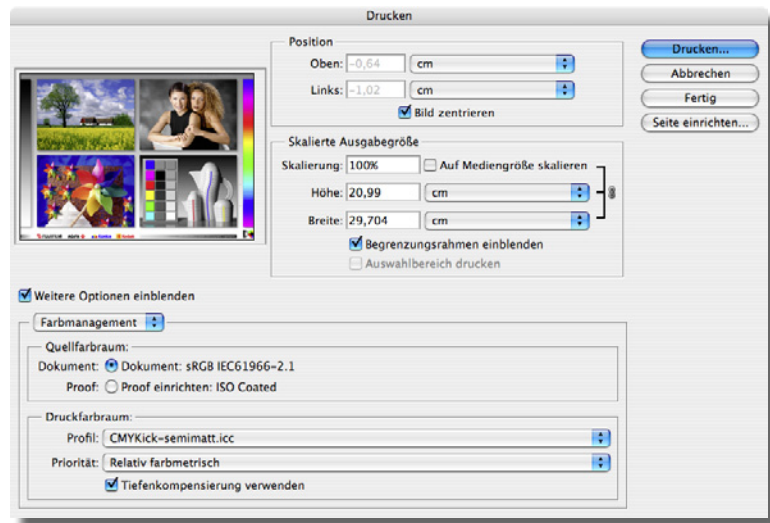 Drucken
Position
Oben: -0,64 cm
Links: -1,02 cm
Bild zentrieren
Drucken...
Abbrechen
Fertig
Seite einrichten...
Skalierte Ausgabegröße
Skalierung: 100% Auf Mediengröße skalieren
Höhe: 20,99 cm
Breite: 29,704 cm
Begrenzungsrahmen einblenden
Auswahlbereich drucken
Weitere Optionen einblenden
Farbmanagement
Quellfarbraum:
Dokument: Dokument: sRGB IEC61966-2.1
Proof: Proof einrichten: ISO Coated
Druckfarbraum:
Profil: CMYKick-semimatt.icc
Priorität: Relativ farbmetrisch
Tiefenkompensierung verwenden